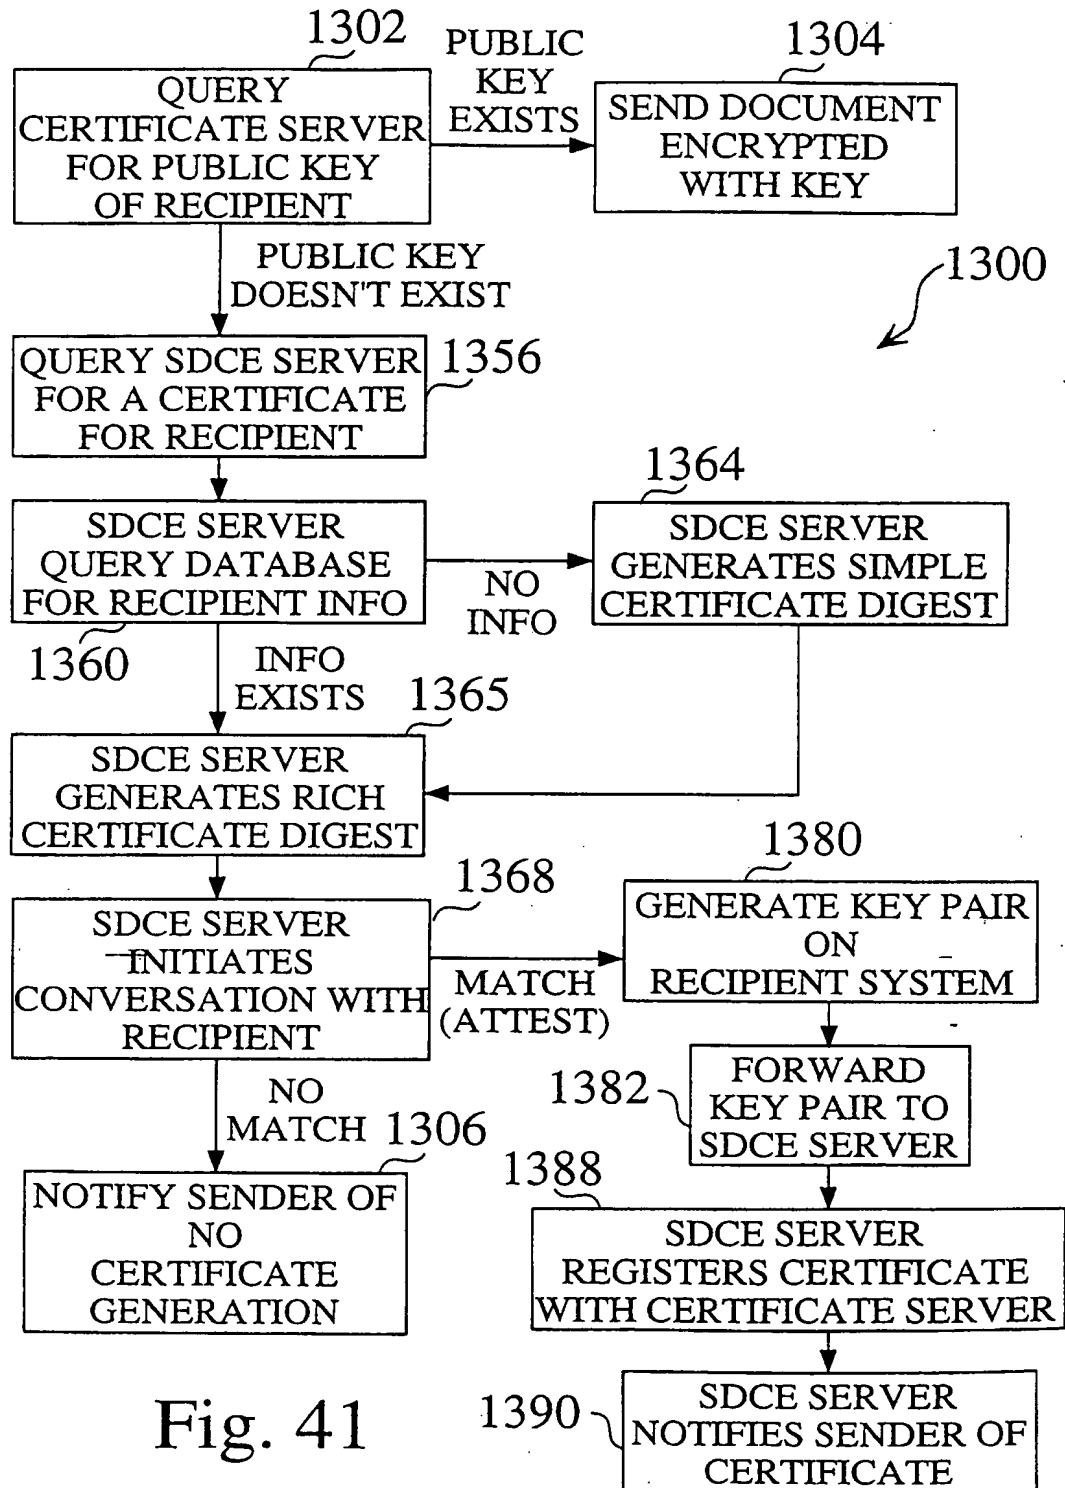 1302
QUERY
CERTIFICATE SERVER
FOR PUBLIC KEY
OF RECIPIENT
PUBLIC
KEY
EXISTS
1304
SEND DOCUMENT
ENCRYPTED
WITH KEY
PUBLIC KEY
DOESN'T EXIST
1300
QUERY SDCE SERVER
FOR A CERTIFICATE
FOR RECIPIENT
1356
SDCE SERVER
QUERY DATABASE
FOR RECIPIENT INFO
1360
NO
INFO
1364
SDCE SERVER
GENERATES SIMPLE
CERTIFICATE DIGEST
INFO
EXISTS
1365
SDCE SERVER
GENERATES RICH
CERTIFICATE DIGEST
1368
SDCE SERVER
INITIATES
CONVERSATION WITH
RECIPIENT
MATCH
(ATTEST)
1380
GENERATE KEY PAIR
ON
RECIPIENT SYSTEM
NO
MATCH
1306
NOTIFY SENDER OF
NO
CERTIFICATE
GENERATION
1382
FORWARD
KEY PAIR TO
SDCE SERVER
1388
SDCE SERVER
REGISTERS CERTIFICATE
WITH CERTIFICATE SERVER
1390
SDCE SERVER
NOTIFIES SENDER OF
CERTIFICATE
Fig. 41